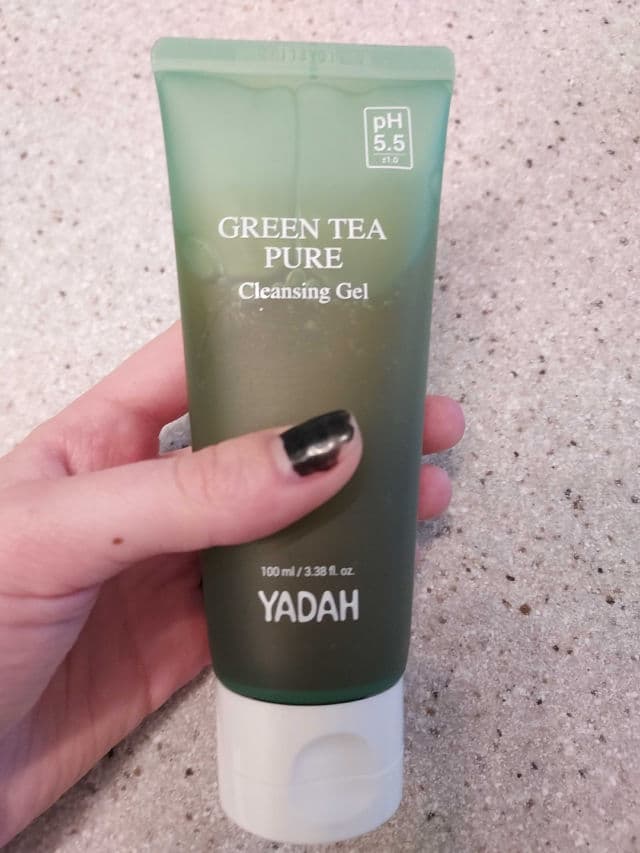 pH
5.5
±1.0
GREEN TEA
PURE
Cleansing Gel
100 ml / 3.38 fl. oz.
YADAH